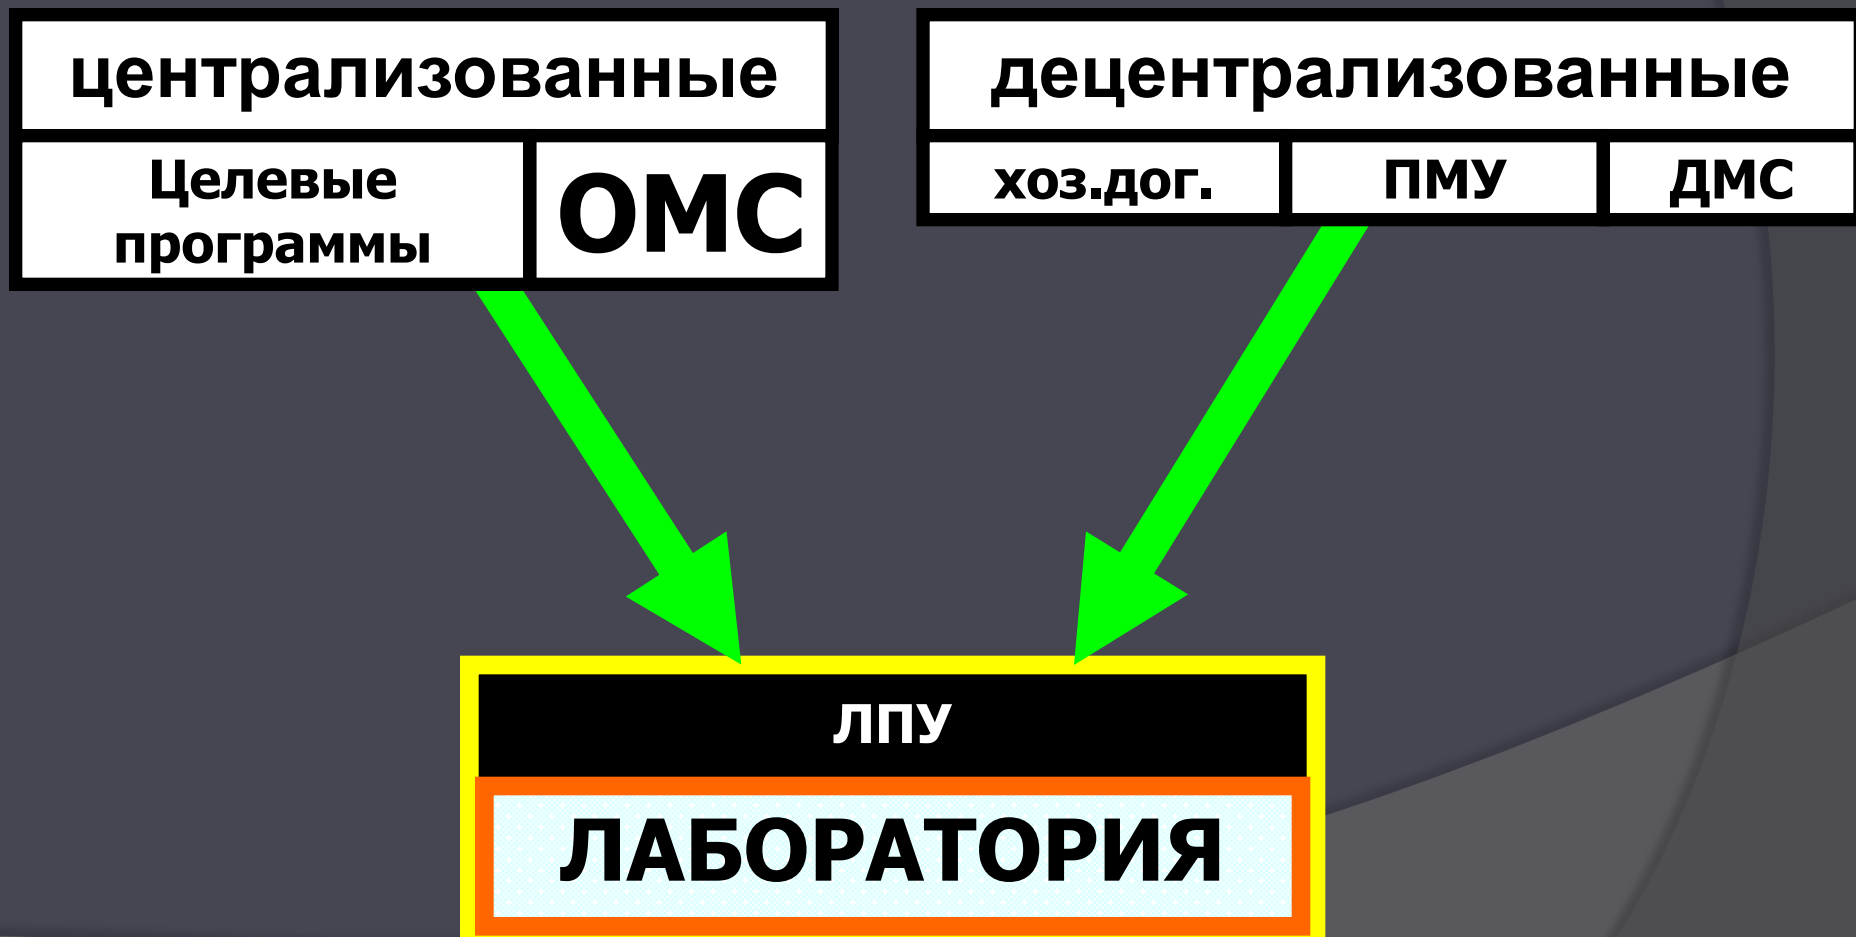 централизованные
Целевые
программы
ОМС
децентрализованные
хоз.дог.
ПМУ
ДМС
ЛПУ
ЛАБОРАТОРИЯ